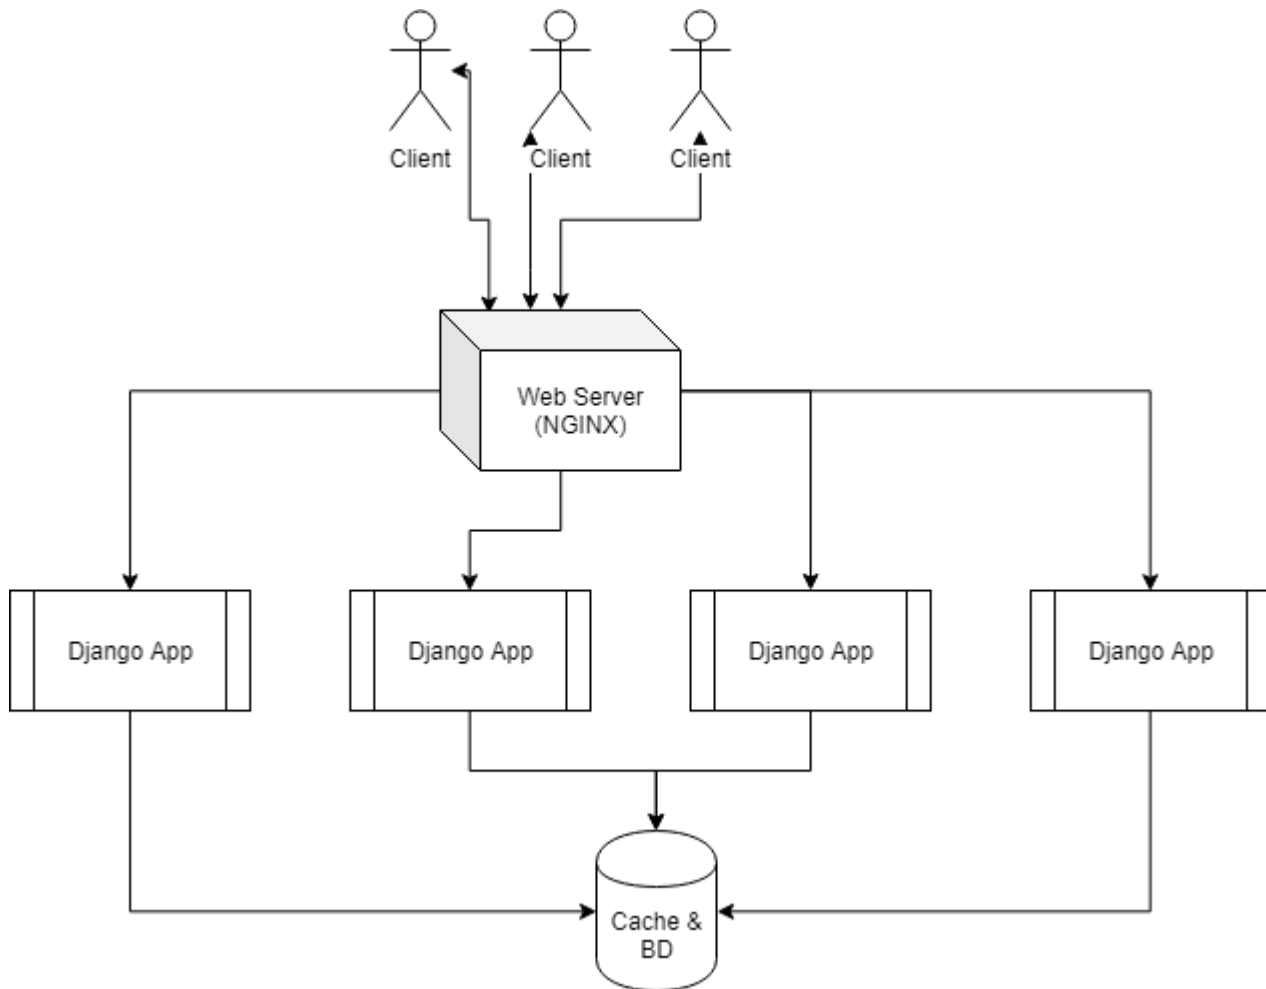 Client
Client
Client
Web Server
(NGINX)
Django App
Django App
Django App
Django App
Cache &
BD